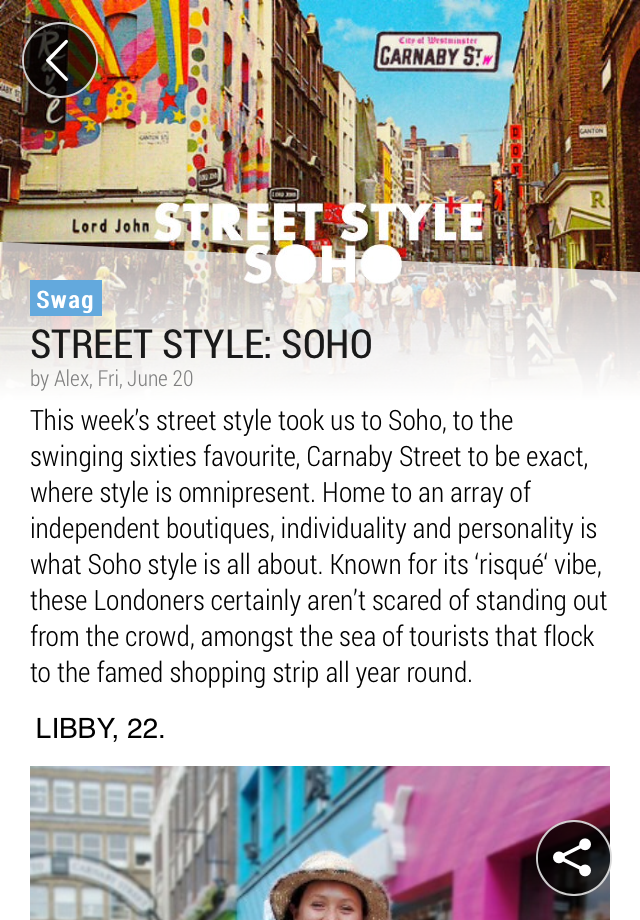 City of Westminster
CARNABY ST. W
GANTON
R
Lord John
STREET STYLE
SOHO
Swag
STREET STYLE: SOHO
by Alex, Fri, June 20
This week’s street style took us to Soho, to the
swinging sixties favourite, Carnaby Street to be exact,
where style is omnipresent. Home to an array of
independent boutiques, individuality and personality is
what Soho style is all about. Known for its ‘risqué‘ vibe,
these Londoners certainly aren’t scared of standing out
from the crowd, amongst the sea of tourists that flock
to the famed shopping strip all year round.
LIBBY, 22.